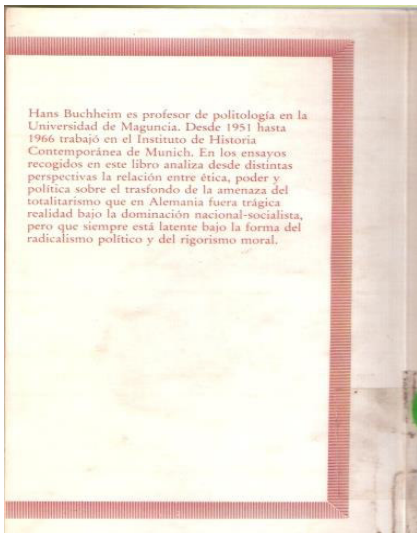 Hans Buchheim es profesor de politología en la
Universidad de Maguncia. Desde 1951 hasta
1966 trabajó en el Instituto de Historia
Contemporánea de Munich. En los ensayos
recogidos en este libro analiza desde distintas
perspectivas la relación entre ética, poder y
política sobre el trasfondo de la amenaza del
totalitarismo que en Alemania fuera trágica
realidad bajo la dominación nacional-socialista,
pero que siempre está latente bajo la forma del
radicalismo político y del rigorismo moral.